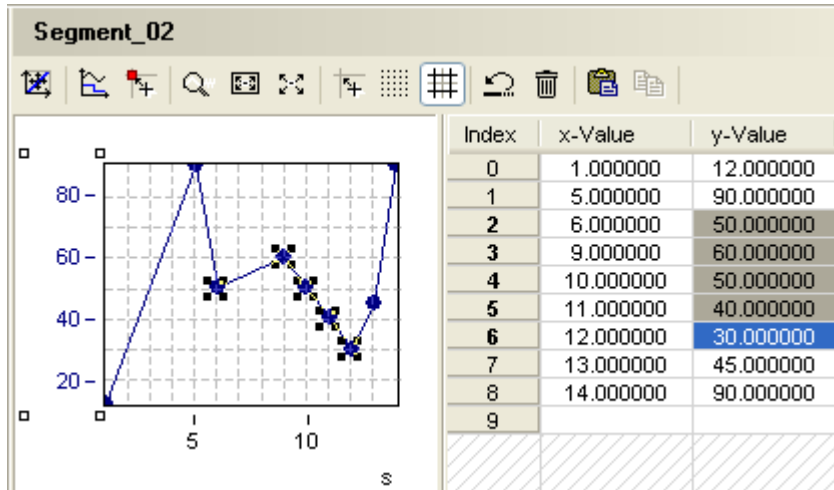 Segment_02
Index x-Value y-Value
0 1.000000 12.000000
1 5.000000 90.000000
2 6.000000 50.000000
3 9.000000 60.000000
4 10.000000 50.000000
5 11.000000 40.000000
6 12.000000 30.000000
7 13.000000 45.000000
8 14.000000 90.000000
9
80
60
40
20
5 10
s